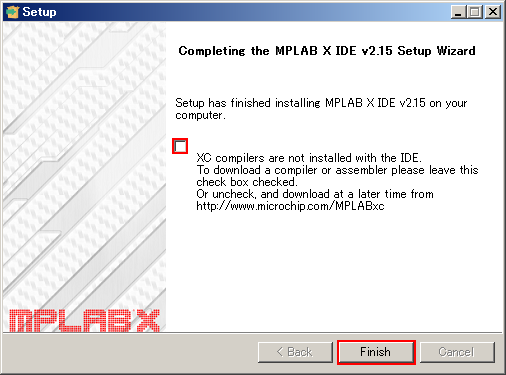 Setup
Completing the MPLAB X IDE v2.15 Setup Wizard
Setup has finished installing MPLAB X IDE v2.15 on your
computer.
XC compilers are not installed with the IDE.
To download a compiler or assembler please leave this
check box checked.
Or uncheck, and download at a later time from
http://www.microchip.com/MPLABxc
MPLAB X
< Back
Finish
Cancel